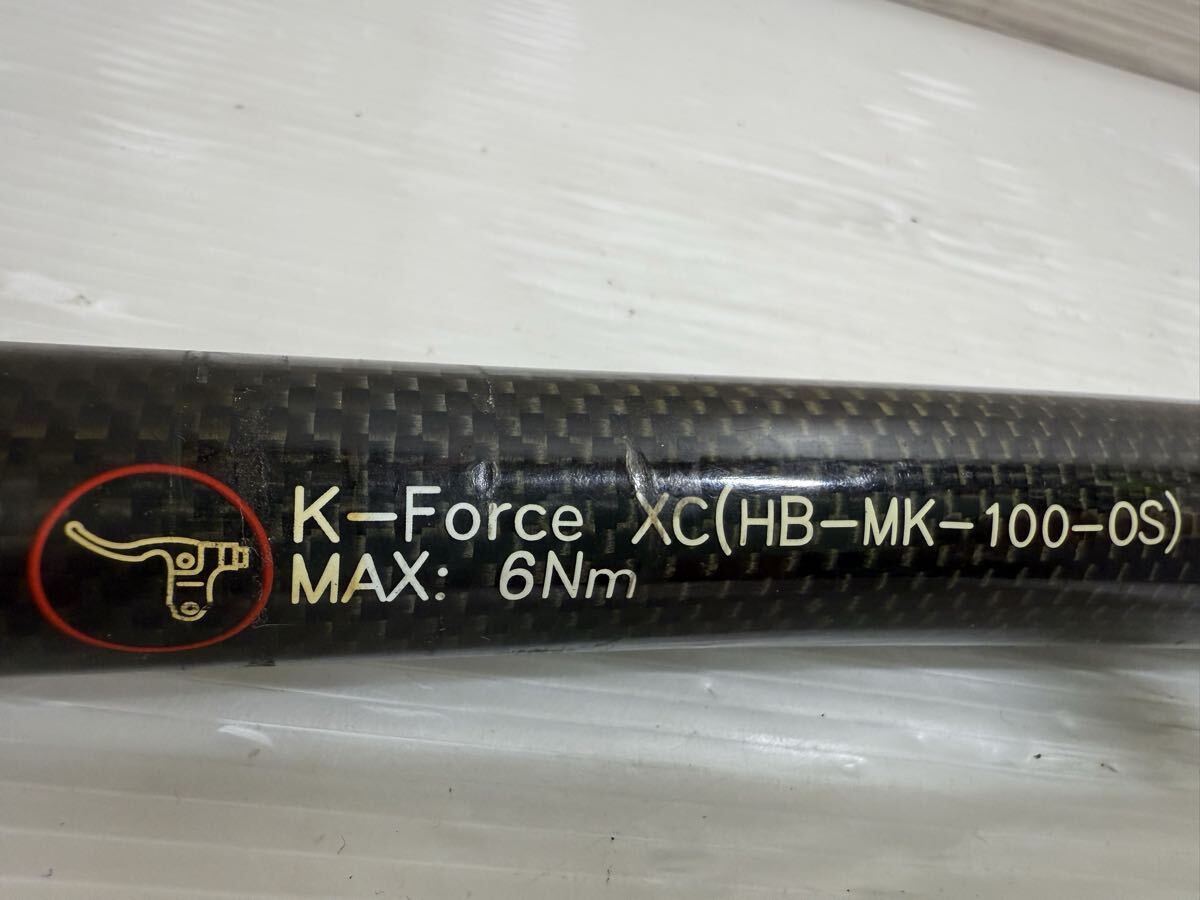 K-Force XC(HB-MK-100-OS)
MAX: 6Nm